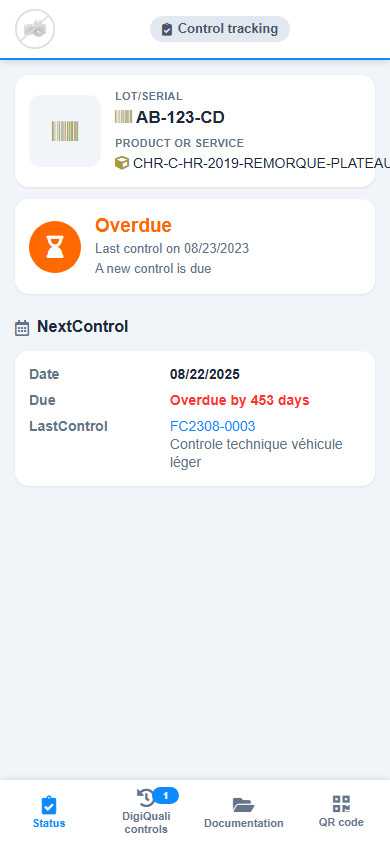 Control tracking
LOT/SERIAL
AB-123-CD
PRODUCT OR SERVICE
CHR-C-HR-2019-REMORQUE-PLATEAU
Overdue
Last control on 08/23/2023
A new control is due
NextControl
Date 08/22/2025
Due Overdue by 453 days
LastControl FC2308-0003
Controle technique véhicule
léger
1
Status
DigiQuali
controls
Documentation
QR code